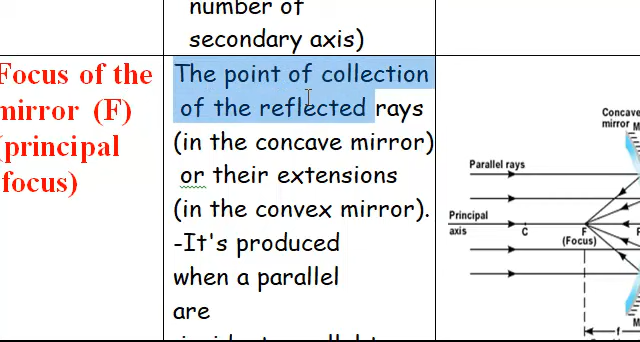 number of
secondary axis)
Focus of the
mirror (F)
(principal
focus)
The point of collection
of the reflected rays
(in the concave mirror)
or their extensions
(in the convex mirror).
-It's produced
when a parallel
are
Concave
mirror M
Parallel rays
Principal
axis
C
F
(Focus)
P
M
f